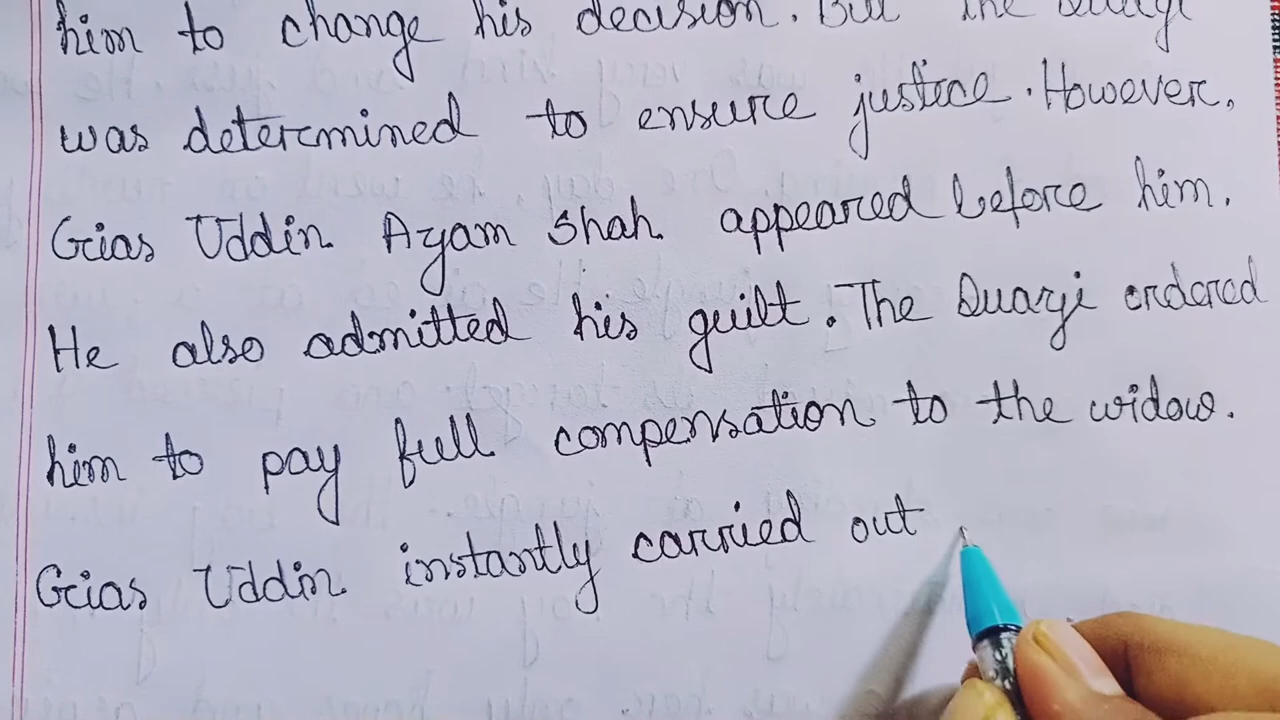 him to change his decision. But the Quazi
was determined to ensure justice. However,
Gias Uddin Azam Shah appeared before him.
He also admitted his guilt. The Quazi ordered
him to pay full compensation to the widow.
Gias Uddin instantly carried out